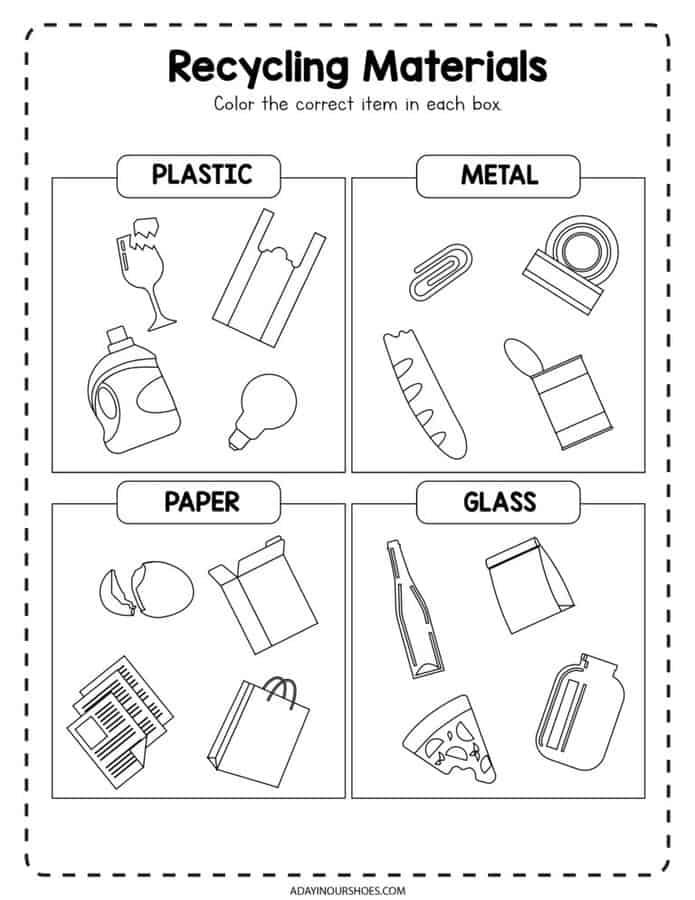 Recycling Materials
Color the correct item in each box.
PLASTIC
METAL
PAPER
GLASS
ADAYINOURSHOES.COM